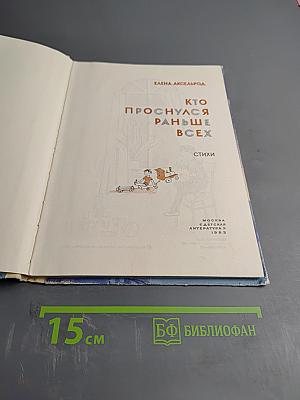 ЕЛЕНА АКСЕЛЬРОД
КТО
ПРОСНУЛСЯ
РАНЬШЕ
ВСЕХ
СТИХИ
МОСКВА
«ДЕТСКАЯ
ЛИТЕРАТУРА»
15 см
БФ БИБЛИОФАН